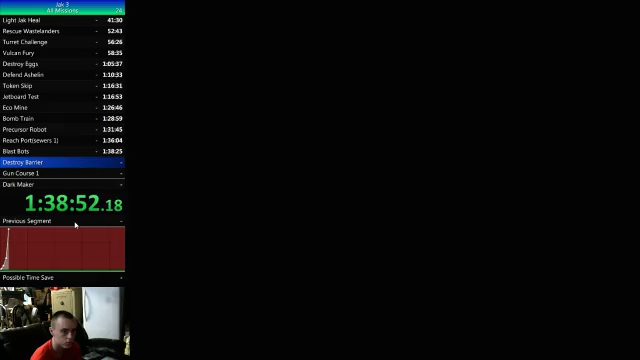 Jak 3
All Missions 26
Light Jak Heal - 41:30
Rescue Wastelanders - 52:43
Turret Challenge - 56:26
Vulcan Fury - 58:35
Destroy Eggs - 1:05:37
Defend Ashelin - 1:10:33
Token Skip - 1:16:31
Jetboard Test - 1:16:53
Eco Mine - 1:26:46
Bomb Train - 1:28:59
Precursor Robot - 1:31:45
Reach Port(sewers 1) - 1:36:04
Blast Bots - 1:38:25
Destroy Barrier -
Gun Course 1 -
Dark Maker -
1:38:52.18
Previous Segment -
Possible Time Save -